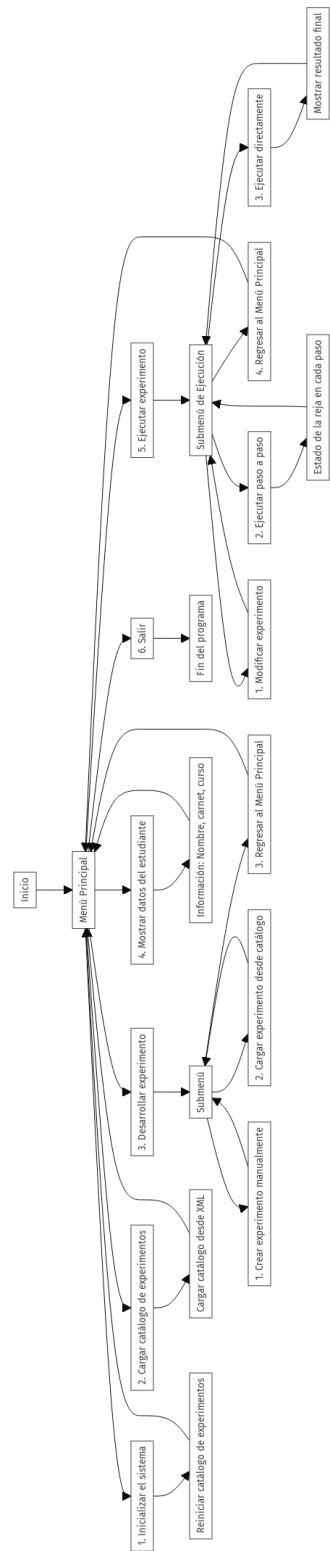 Inicio
Menú Principal
1. Inicializar el sistema
2. Cargar catálogo de experimentos
3. Desarrollar experimento
4. Mostrar datos del estudiante
6. Salir
5. Ejecutar experimento
Reiniciar catálogo de experimentos
Cargar catálogo desde XML
Submenú
Información: Nombre, carnet, curso
Fin del programa
Submenú de Ejecución
1. Crear experimento manualmente
2. Cargar experimento desde catálogo
3. Regresar al Menú Principal
1. Modificar experimento
2. Ejecutar paso a paso
4. Regresar al Menú Principal
3. Ejecutar directamente
Estado de la reja en cada paso
Mostrar resultado final